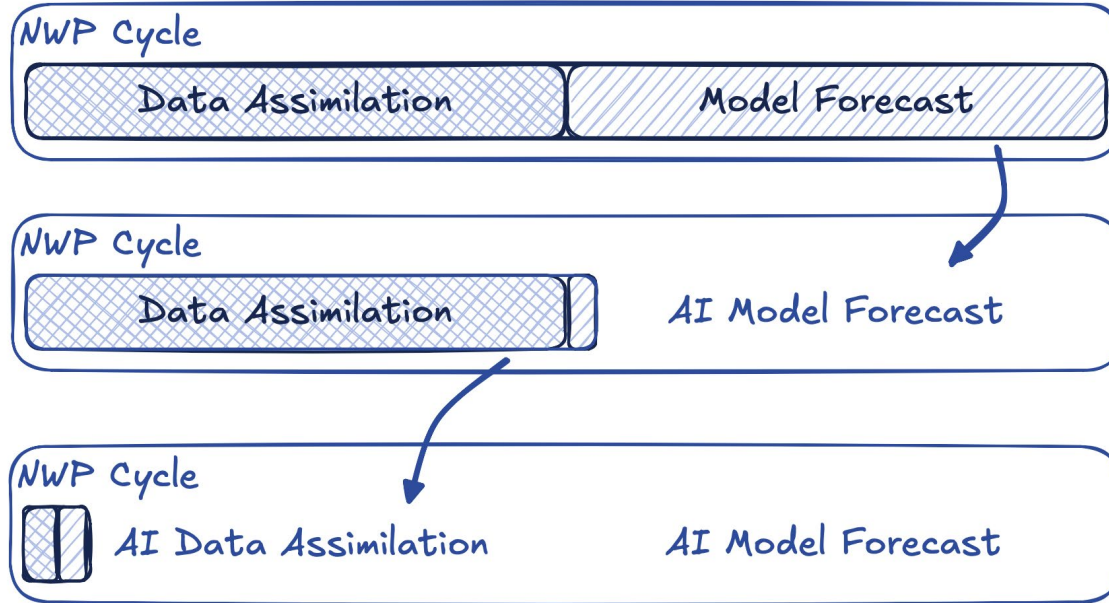 NWP Cycle
Data Assimilation
Model Forecast
NWP Cycle
Data Assimilation
AI Model Forecast
NWP Cycle
AI Data Assimilation
AI Model Forecast